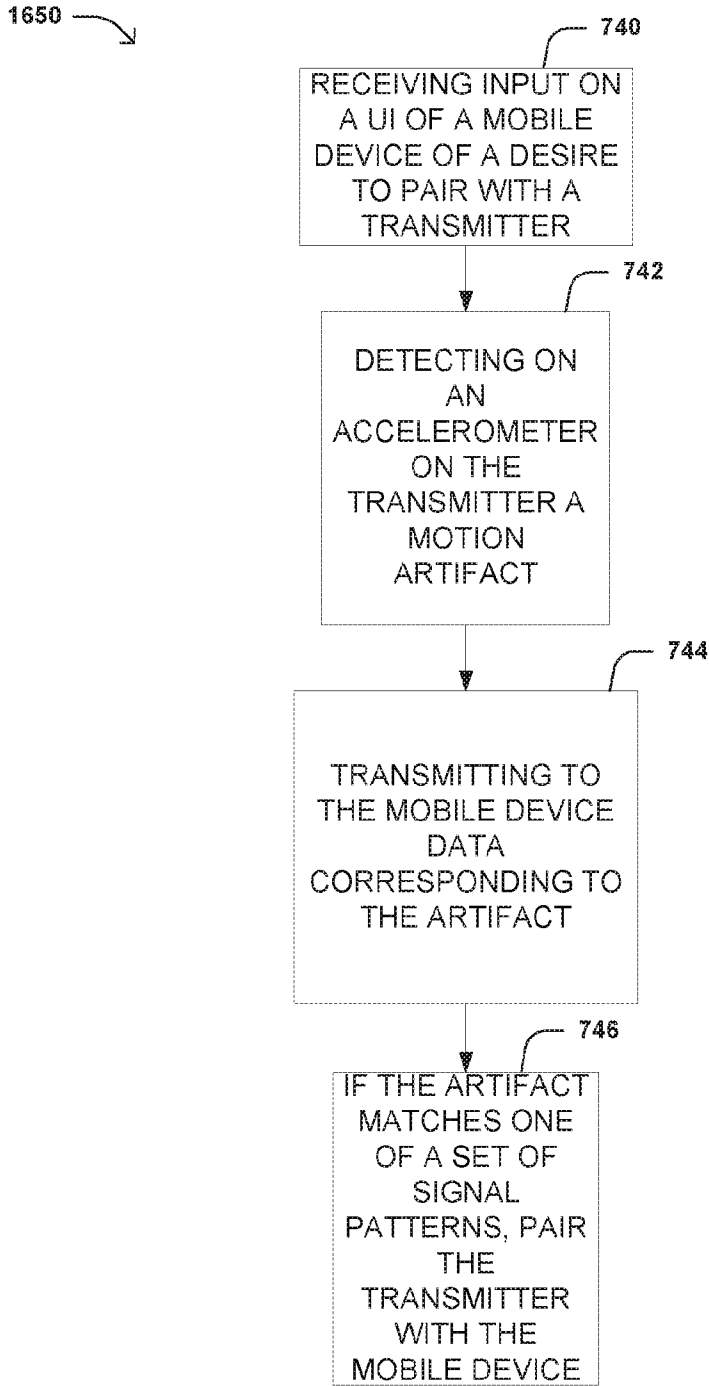 1650
740
RECEIVING INPUT ON
A UI OF A MOBILE
DEVICE OF A DESIRE
TO PAIR WITH A
TRANSMITTER
742
DETECTING ON
AN
ACCELEROMETER
ON THE
TRANSMITTER A
MOTION
ARTIFACT
744
TRANSMITTING TO
THE MOBILE DEVICE
DATA
CORRESPONDING TO
THE ARTIFACT
746
IF THE ARTIFACT
MATCHES ONE
OF A SET OF
SIGNAL
PATTERNS, PAIR
THE
TRANSMITTER
WITH THE
MOBILE DEVICE